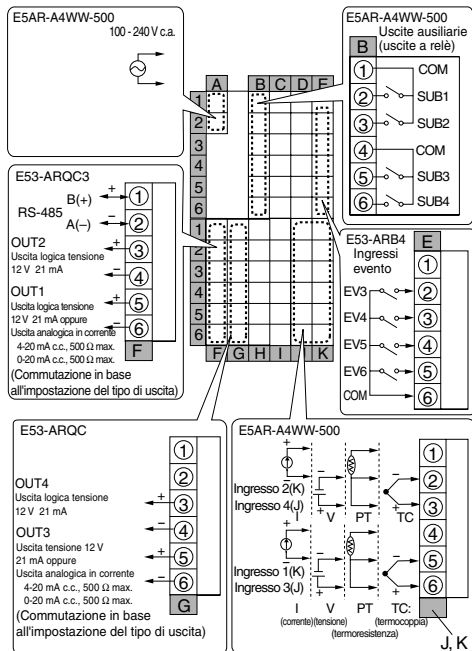 E5AR-A4WW-500
100 - 240 V c.a.
E5AR-A4WW-500
Uscite ausiliarie
(uscite a relè)
B
1 COM
2 SUB1
3 SUB2
4 COM
5 SUB3
6 SUB4
A B C D E
1
2
3
4
5
6
1
2
3
4
5
6
F G H I J K
E53-ARQC3
B(+) 1
RS-485
A(−) 2
OUT2 + 3
Uscita logica tensione
12 V 21 mA − 4
OUT1
Uscita logica tensione + 5
12 V 21 mA oppure
Uscita analogica in corrente − 6
4-20 mA c.c., 500 Ω max.
0-20 mA c.c., 500 Ω max.
F
(Commutazione in base
all'impostazione del tipo di uscita)
E53-ARB4
Ingressi
evento
E
1
EV3 2
EV4 3
EV5 4
EV6 5
COM 6
E53-ARQC
1
2
OUT4
Uscita logica tensione + 3
12 V 21 mA
OUT3 − 4
Uscita tensione 12 V
21 mA oppure + 5
Uscita analogica in corrente − 6
4-20 mA c.c., 500 Ω max.
0-20 mA c.c., 500 Ω max.
G
(Commutazione in base
all'impostazione del tipo di uscita)
E5AR-A4WW-500
1
2
3
4
5
6
Ingresso 2(K)
Ingresso 4(J)
I V PT TC
Ingresso 1(K)
Ingresso 3(J)
I V PT TC:
(corrente) (tensione) (termocoppia)
(termoresistenza)
J, K